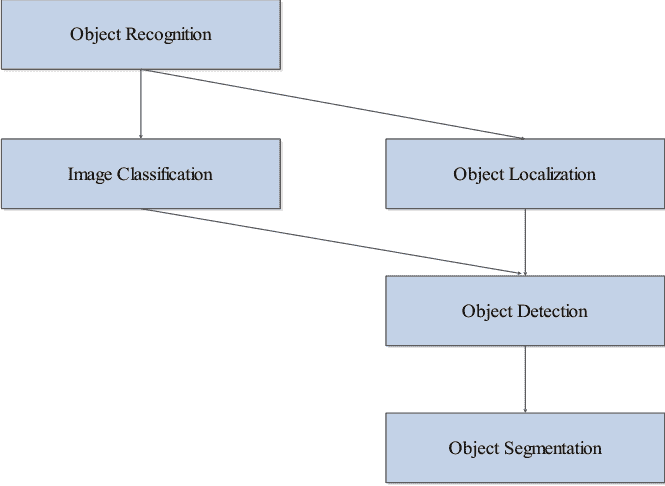 Object Recognition
Image Classification
Object Localization
Object Detection
Object Segmentation